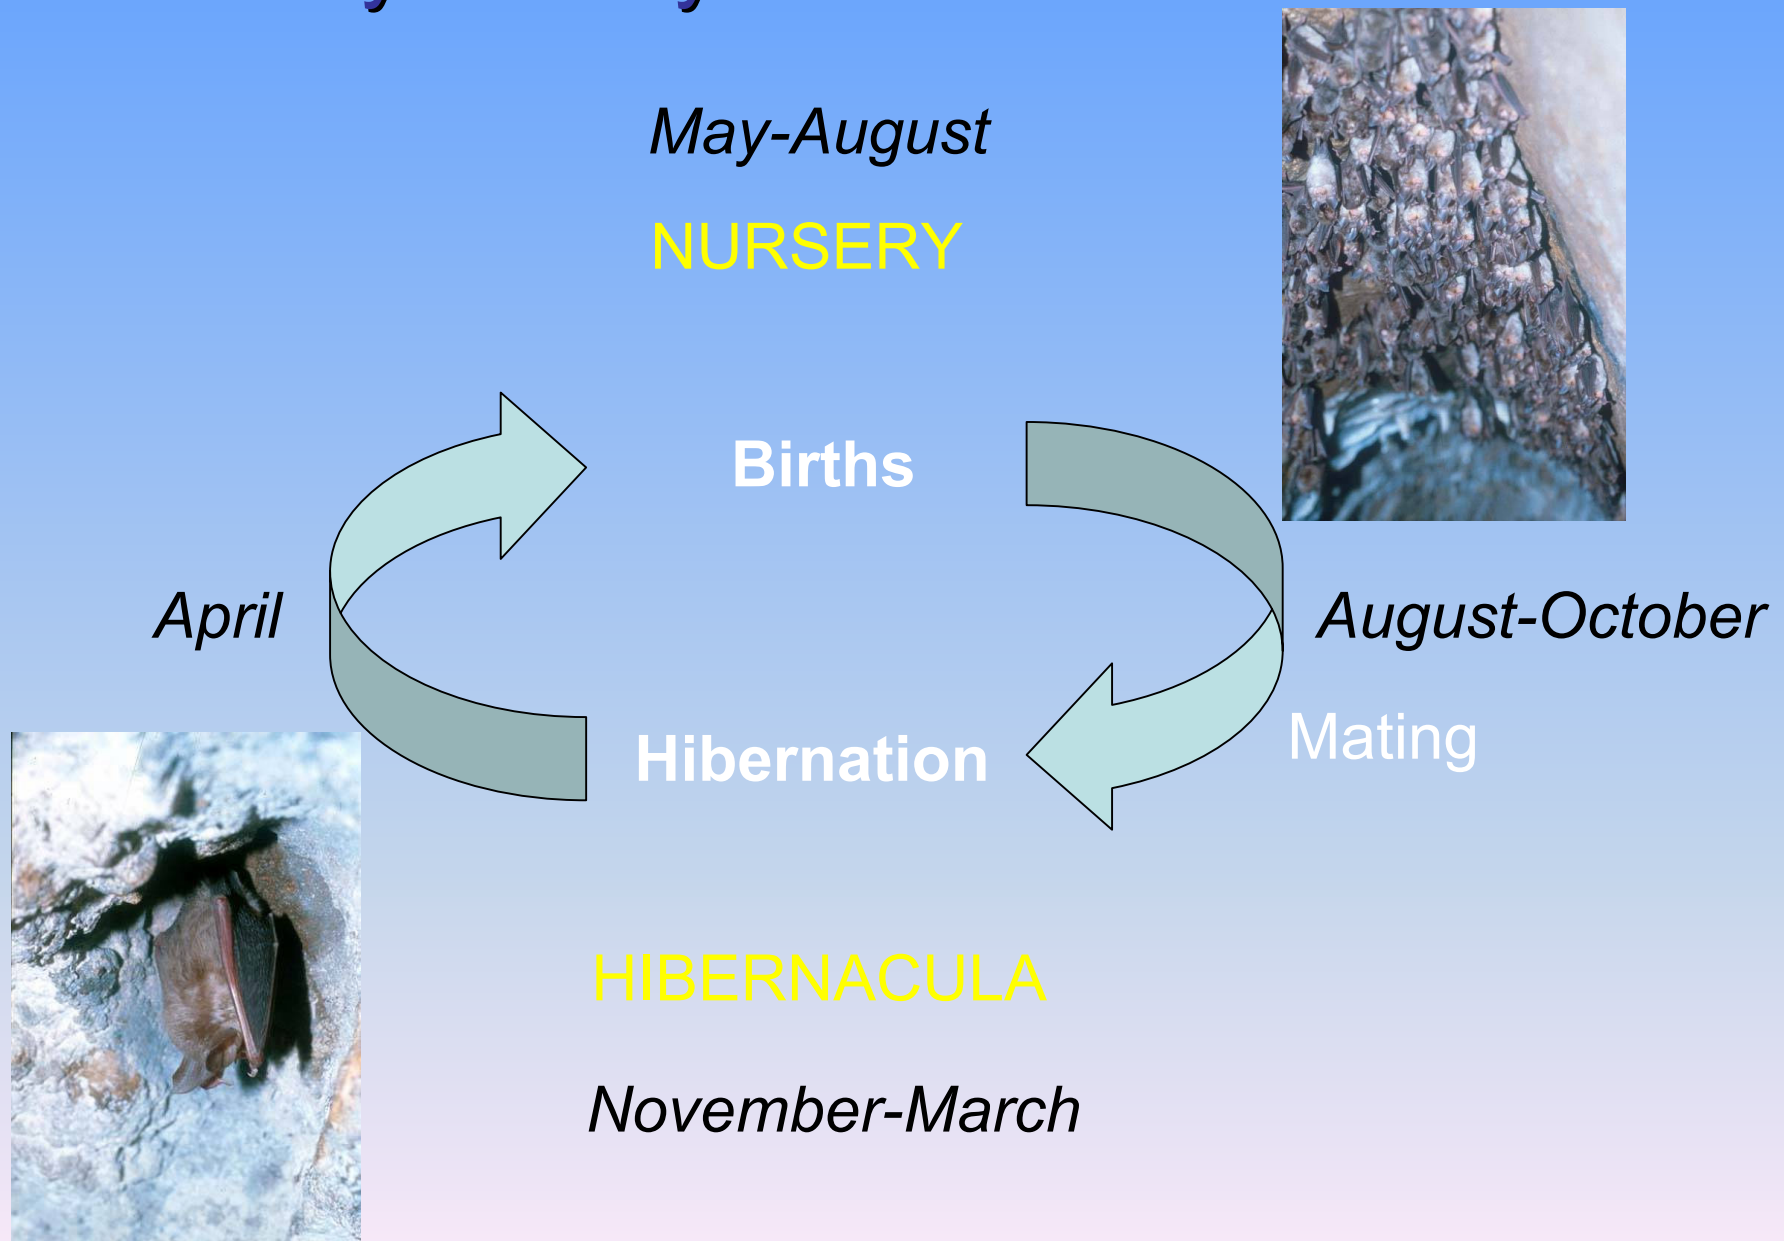 May-August
NURSERY
Births
April
August-October
Mating
Hibernation
HIBERNACULA
November-March